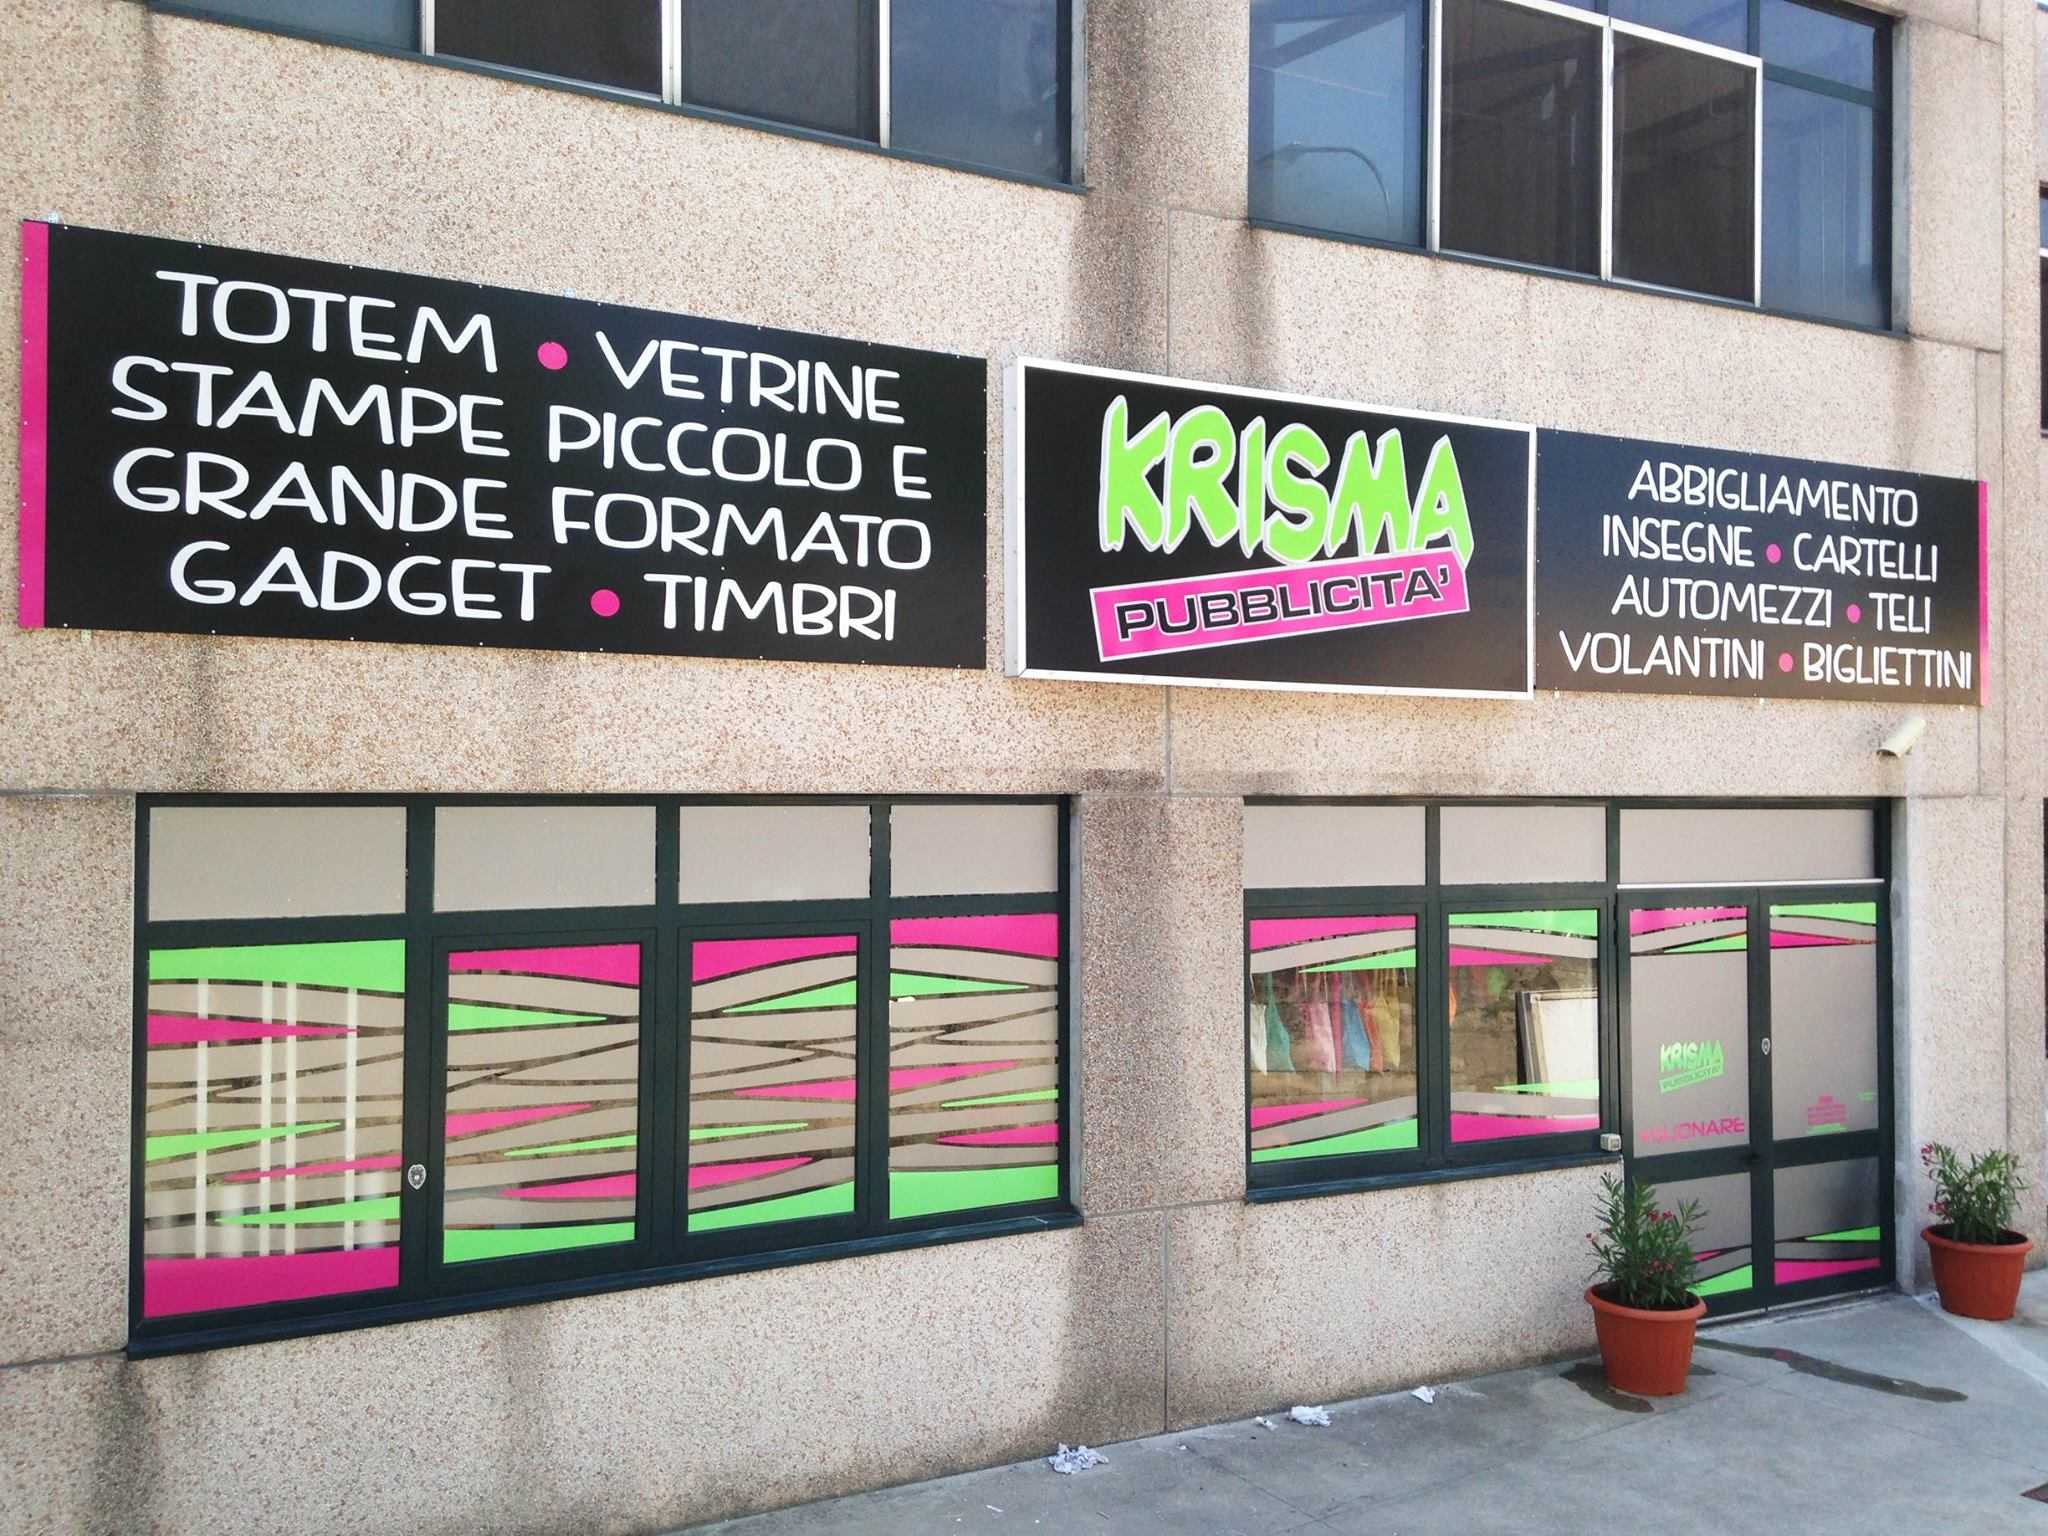 TOTEM • VETRINE
STAMPE PICCOLO E
GRANDE FORMATO
GADGET • TIMBRI
KRISMA
PUBBLICITA'
ABBIGLIAMENTO
INSEGNE • CARTELLI
AUTOMEZZI • TELI
VOLANTINI • BIGLIETTINI
KRISMA
PUBBLICITA'